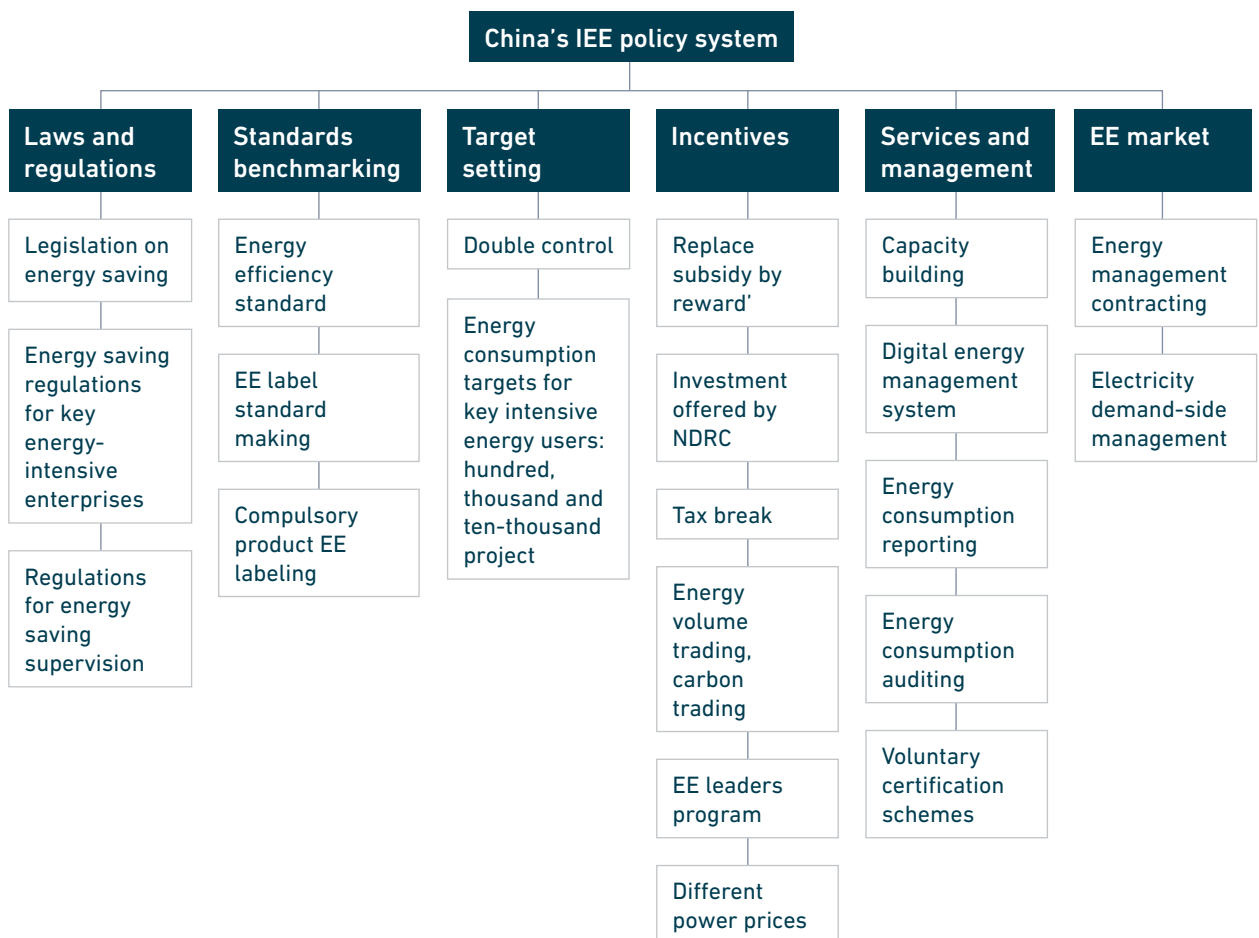 China's IEE policy system
Laws and
regulations
Legislation on
energy saving
Energy saving
regulations
for key
energy-
intensive
enterprises
Regulations
for energy
saving
supervision
Standards
benchmarking
Energy
efficiency
standard
EE label
standard
making
Compulsory
product EE
labeling
Target
setting
Double control
Energy
consumption
targets for
key intensive
energy users:
hundred,
thousand and
ten-thousand
project
Incentives
Replace
subsidy by
reward’
Investment
offered by
NDRC
Tax break
Energy
volume
trading,
carbon
trading
EE leaders
program
Different
power prices
Services and
management
Capacity
building
Digital energy
management
system
Energy
consumption
reporting
Energy
consumption
auditing
Voluntary
certification
schemes
EE market
Energy
management
contracting
Electricity
demand-side
management